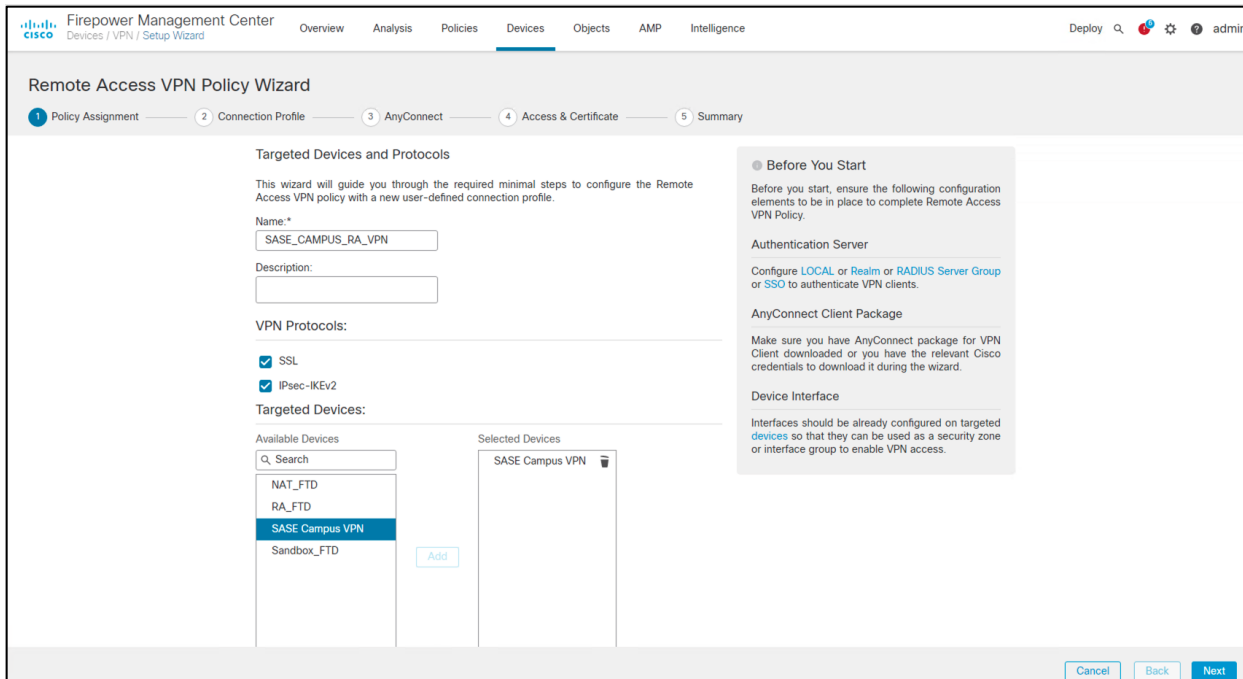 cisco
Firepower Management Center
Devices / VPN / Setup Wizard
Overview
Analysis
Policies
Devices
Objects
AMP
Intelligence
Deploy
admin
Remote Access VPN Policy Wizard
1 Policy Assignment
2 Connection Profile
3 AnyConnect
4 Access & Certificate
5 Summary
Targeted Devices and Protocols
This wizard will guide you through the required minimal steps to configure the Remote
Access VPN policy with a new user-defined connection profile.
Name:*
SASE_CAMPUS_RA_VPN
Description:
VPN Protocols:
SSL
IPsec-IKEv2
Targeted Devices:
Available Devices
Search
NAT_FTD
RA_FTD
SASE Campus VPN
Sandbox_FTD
Add
Selected Devices
SASE Campus VPN
Before You Start
Before you start, ensure the following configuration
elements to be in place to complete Remote Access
VPN Policy.
Authentication Server
Configure LOCAL or Realm or RADIUS Server Group
or SSO to authenticate VPN clients.
AnyConnect Client Package
Make sure you have AnyConnect package for VPN
Client downloaded or you have the relevant Cisco
credentials to download it during the wizard.
Device Interface
Interfaces should be already configured on targeted
devices so that they can be used as a security zone
or interface group to enable VPN access.
Cancel
Back
Next